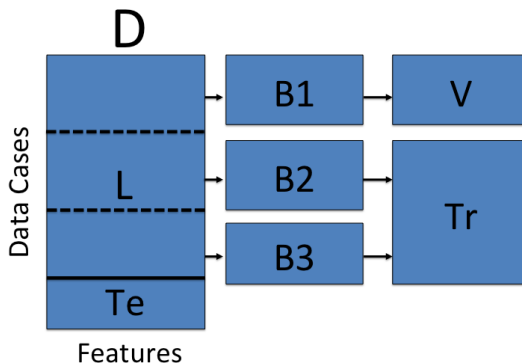 D
B1
V
L
B2
B3
Tr
Te
Data Cases
Features